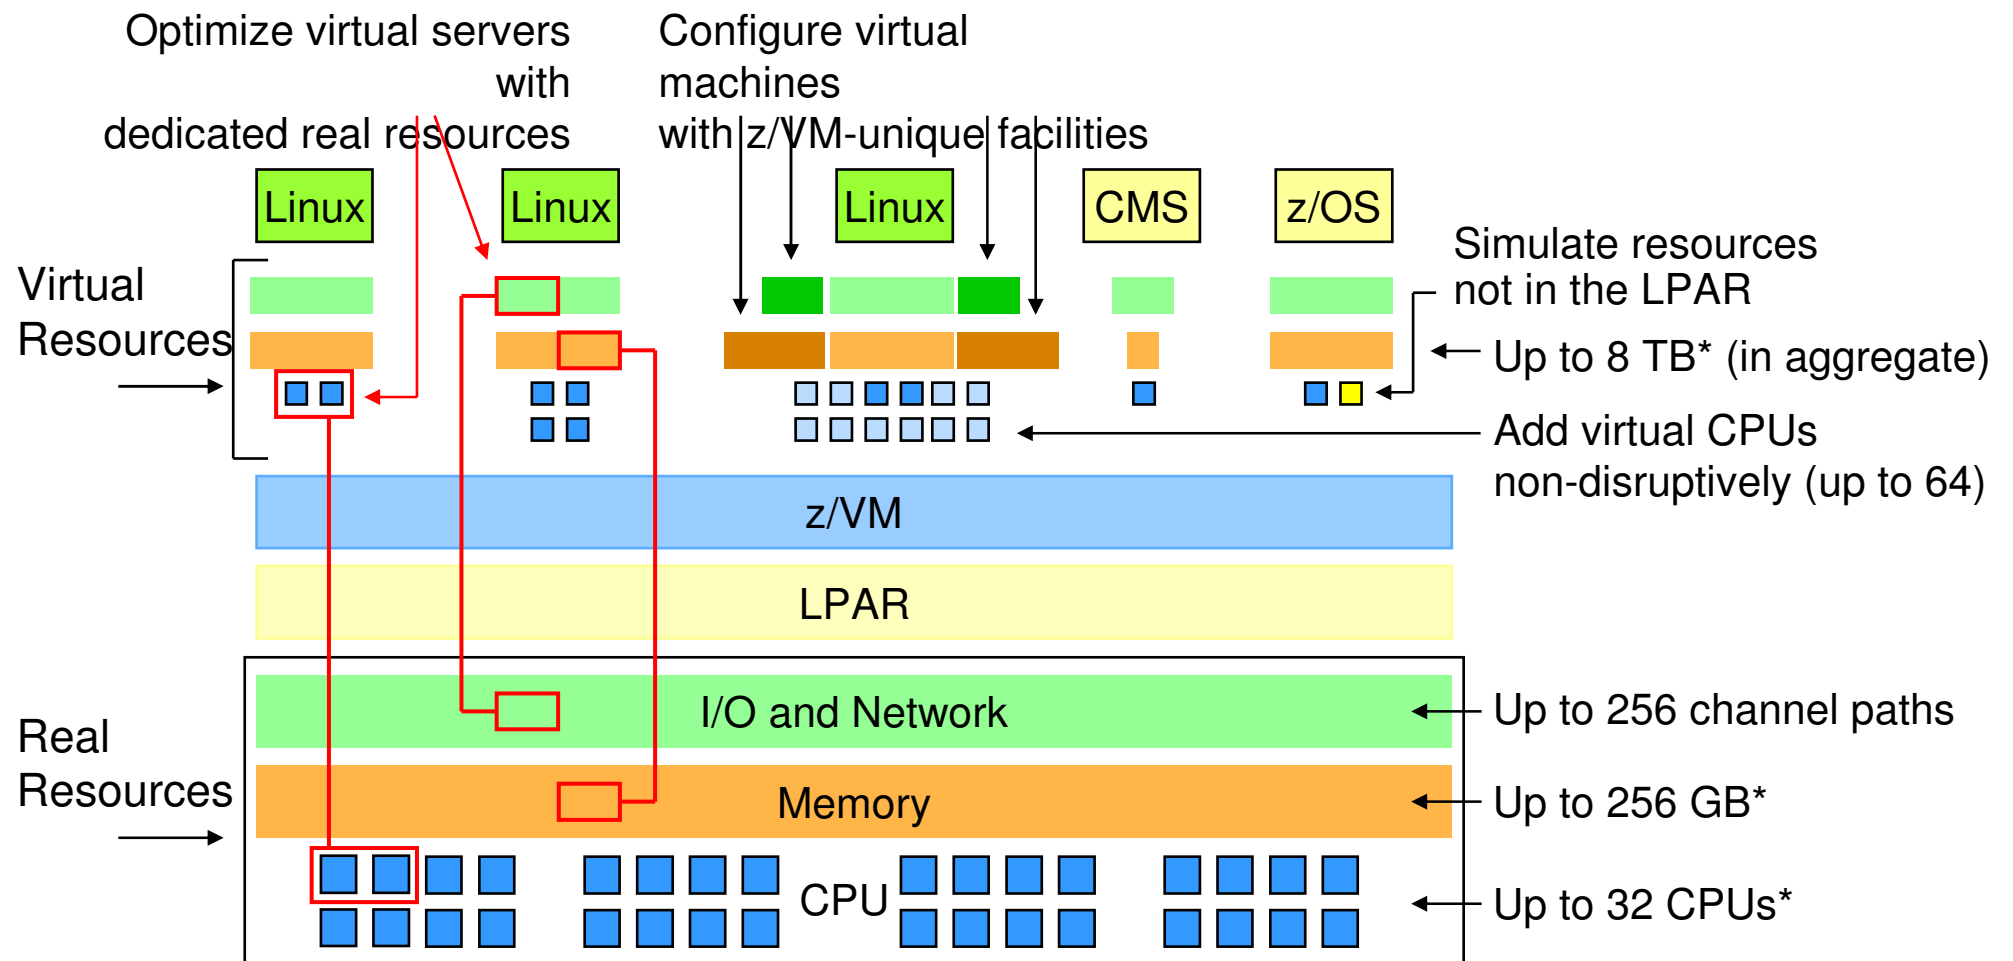 Optimize virtual servers
with
dedicated real resources
Configure virtual
machines
with z/VM-unique facilities
Linux
Linux
Linux
CMS
z/OS
Simulate resources
not in the LPAR
Virtual
Resources
Up to 8 TB* (in aggregate)
Add virtual CPUs
non-disruptively (up to 64)
z/VM
LPAR
I/O and Network
Up to 256 channel paths
Real
Resources
Memory
Up to 256 GB*
CPU
Up to 32 CPUs*